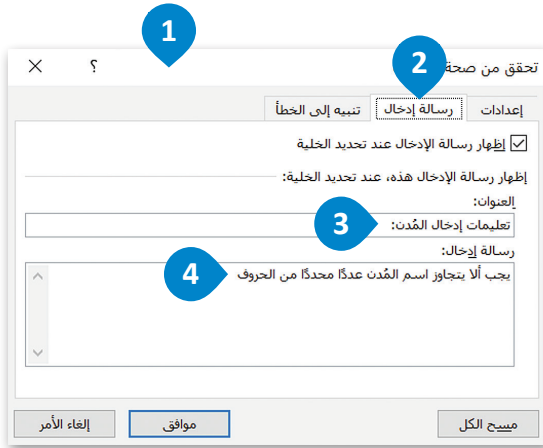 1
تحقق من صحة
2
؟
إعدادات
رسالة إدخال
تنبيه إلى الخطأ
إظهار رسالة الإدخال عند تحديد الخلية
إظهار رسالة الإدخال هذه، عند تحديد الخلية:
العنوان:
تعليمات إدخال المُدن:
3
رسالة إدخال:
يجب ألا يتجاوز اسم المُدن عددًا محددًا من الحروف
4
مسح الكل
موافق
إلغاء الأمر